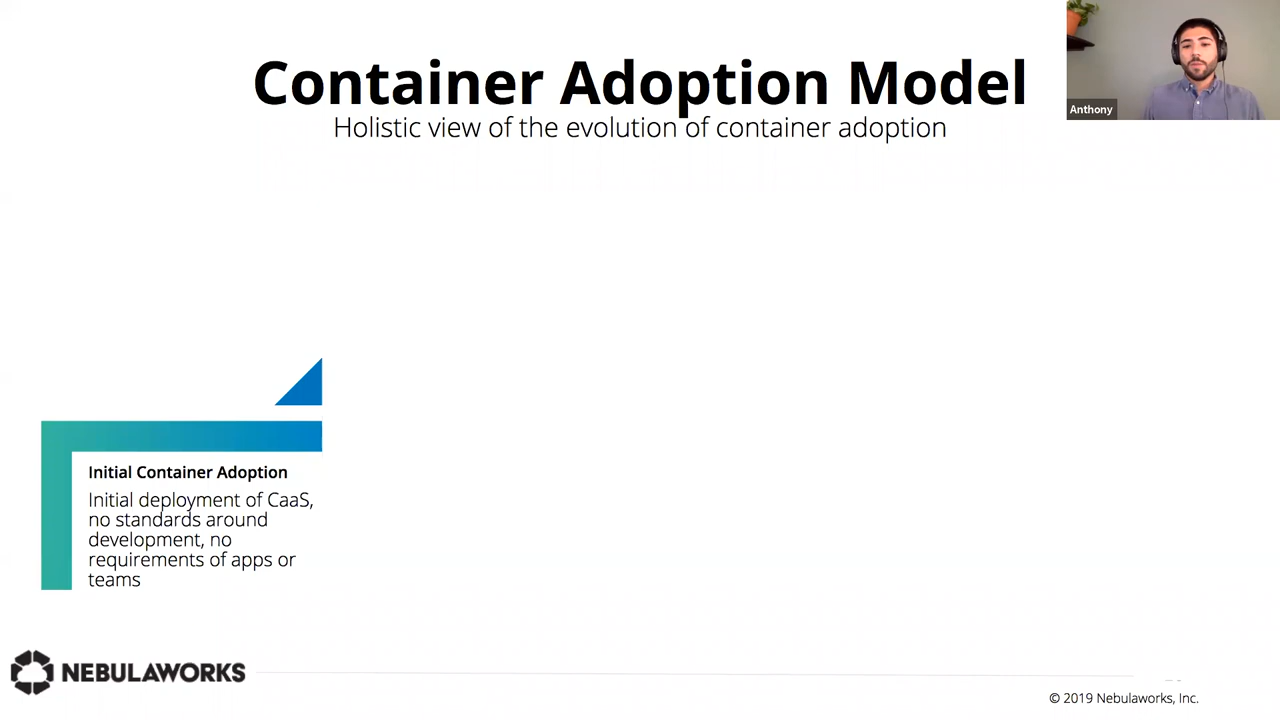 Container Adoption Model
Holistic view of the evolution of container adoption
Anthony
Initial Container Adoption
Initial deployment of CaaS,
no standards around
development, no
requirements of apps or
teams
NEBULAWORKS
© 2019 Nebulaworks, Inc.